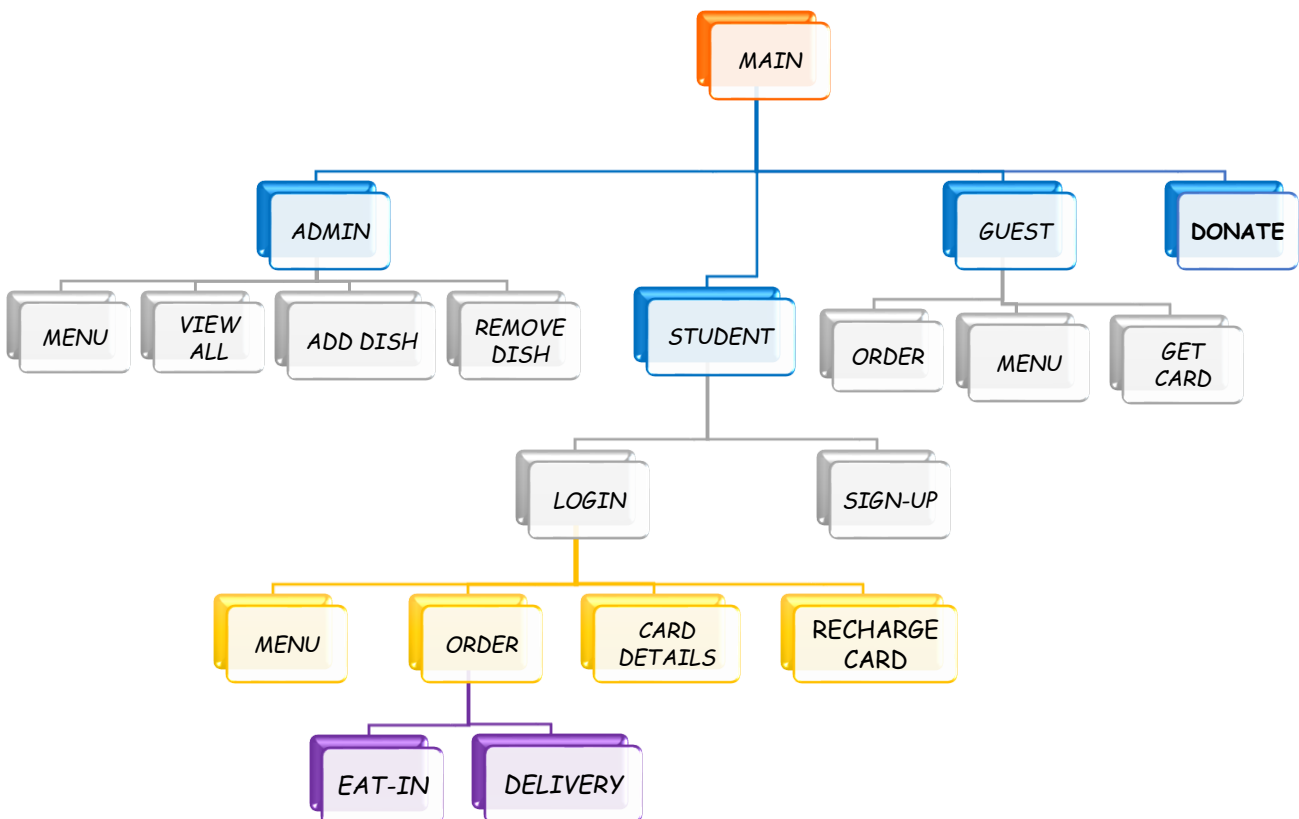 MAIN
ADMIN
GUEST
DONATE
MENU
VIEW
ALL
ADD DISH
REMOVE
DISH
STUDENT
ORDER
MENU
GET
CARD
LOGIN
SIGN-UP
MENU
ORDER
CARD
DETAILS
RECHARGE
CARD
EAT-IN
DELIVERY